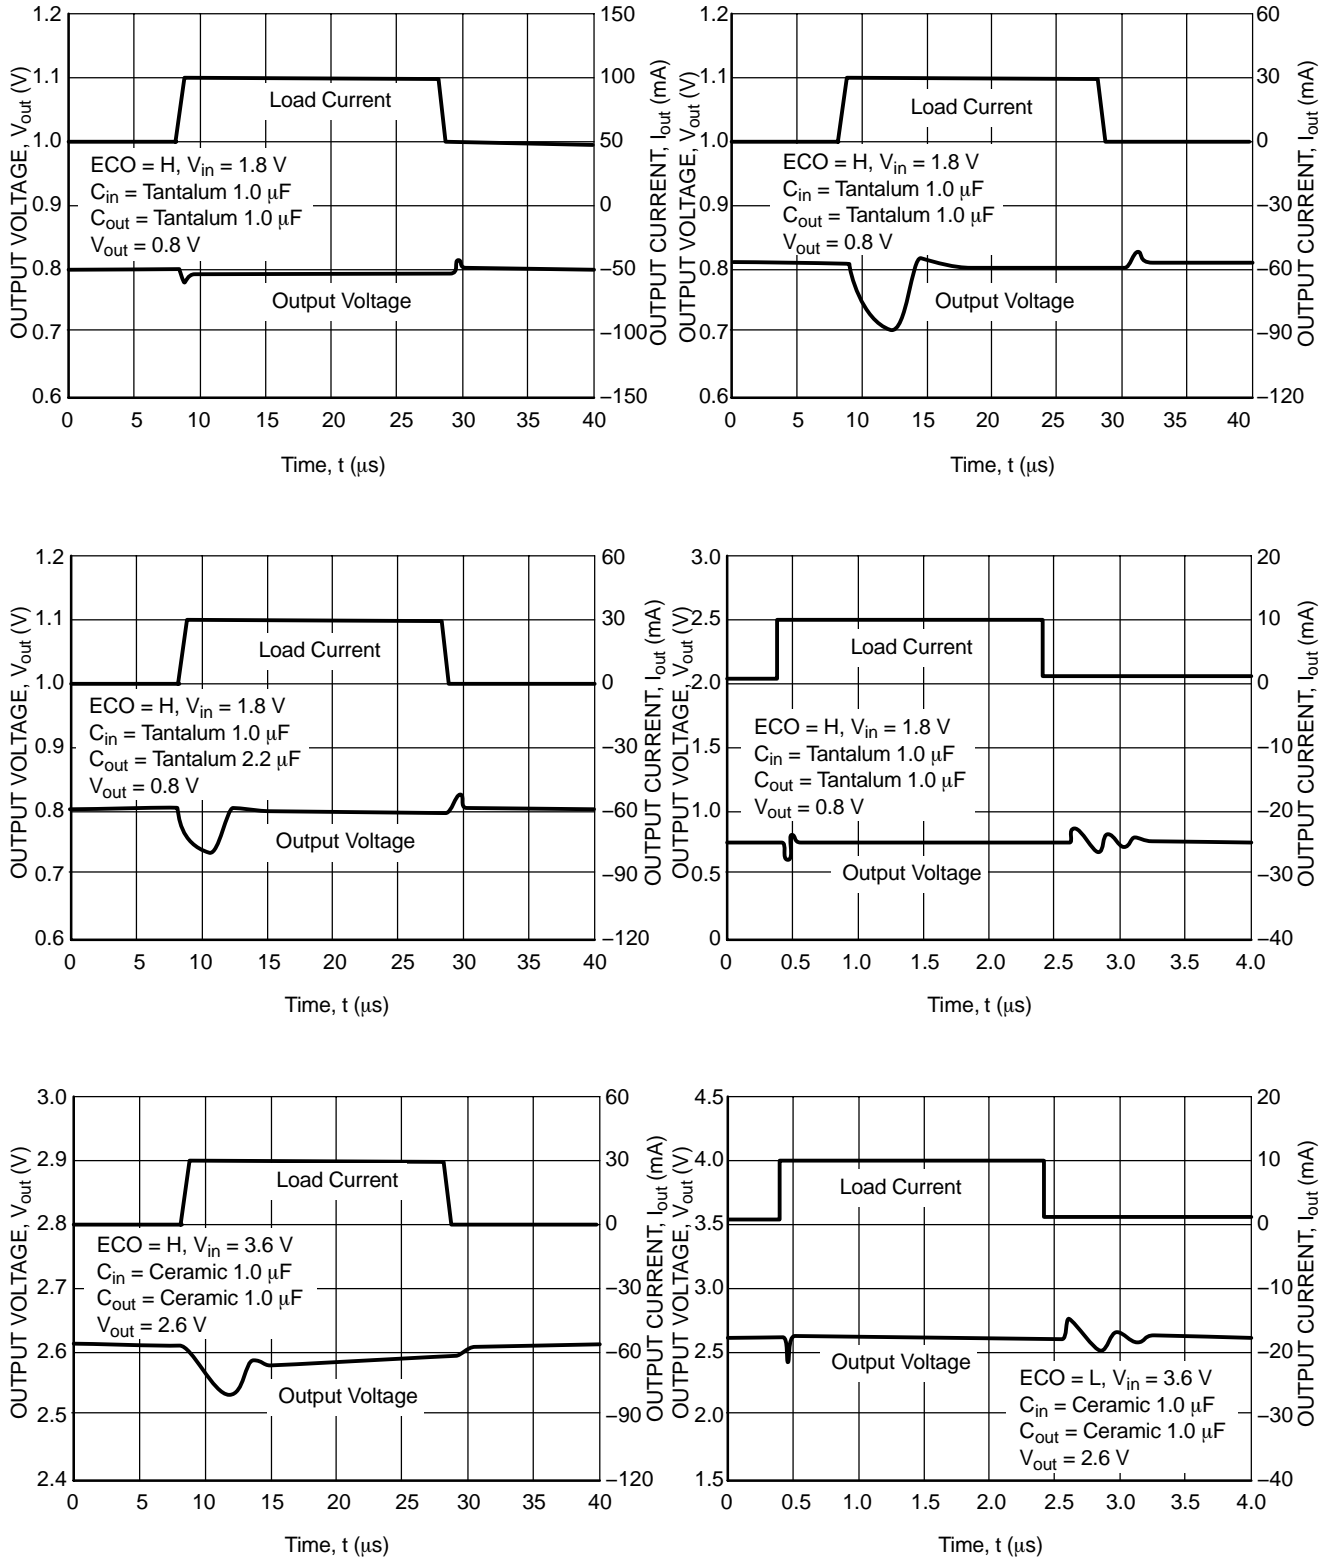 OUTPUT VOLTAGE, Vout (V)
1.2
1.1
1.0
0.9
0.8
0.7
0.6
Load Current
ECO = H, Vin = 1.8 V
Cin = Tantalum 1.0 μF
Cout = Tantalum 1.0 μF
Vout = 0.8 V
Output Voltage
150
100
50
0
−50
−100
−150
OUTPUT CURRENT, Iout (mA)
0 5 10 15 20 25 30 35 40
Time, t (μs)
OUTPUT VOLTAGE, Vout (V)
1.2
1.1
1.0
0.9
0.8
0.7
0.6
Load Current
ECO = H, Vin = 1.8 V
Cin = Tantalum 1.0 μF
Cout = Tantalum 1.0 μF
Vout = 0.8 V
Output Voltage
60
30
0
−30
−60
−90
−120
OUTPUT CURRENT, Iout (mA)
0 5 10 15 20 25 30 35 40
Time, t (μs)
OUTPUT VOLTAGE, Vout (V)
1.2
1.1
1.0
0.9
0.8
0.7
0.6
Load Current
ECO = H, Vin = 1.8 V
Cin = Tantalum 1.0 μF
Cout = Tantalum 2.2 μF
Vout = 0.8 V
Output Voltage
60
30
0
−30
−60
−90
−120
OUTPUT CURRENT, Iout (mA)
0 5 10 15 20 25 30 35 40
Time, t (μs)
OUTPUT VOLTAGE, Vout (V)
3.0
2.5
2.0
1.5
1.0
0.5
0
Load Current
ECO = H, Vin = 1.8 V
Cin = Tantalum 1.0 μF
Cout = Tantalum 1.0 μF
Vout = 0.8 V
Output Voltage
20
10
0
−10
−20
−30
−40
OUTPUT CURRENT, Iout (mA)
0 0.5 1.0 1.5 2.0 2.5 3.0 3.5 4.0
Time, t (μs)
OUTPUT VOLTAGE, Vout (V)
3.0
2.9
2.8
2.7
2.6
2.5
2.4
Load Current
ECO = H, Vin = 3.6 V
Cin = Ceramic 1.0 μF
Cout = Ceramic 1.0 μF
Vout = 2.6 V
Output Voltage
60
30
0
−30
−60
−90
−120
OUTPUT CURRENT, Iout (mA)
0 5 10 15 20 25 30 35 40
Time, t (μs)
OUTPUT VOLTAGE, Vout (V)
4.5
4.0
3.5
3.0
2.5
2.0
1.5
Load Current
Output Voltage
ECO = L, Vin = 3.6 V
Cin = Ceramic 1.0 μF
Cout = Ceramic 1.0 μF
Vout = 2.6 V
20
10
0
−10
−20
−30
−40
OUTPUT CURRENT, Iout (mA)
0 0.5 1.0 1.5 2.0 2.5 3.0 3.5 4.0
Time, t (μs)